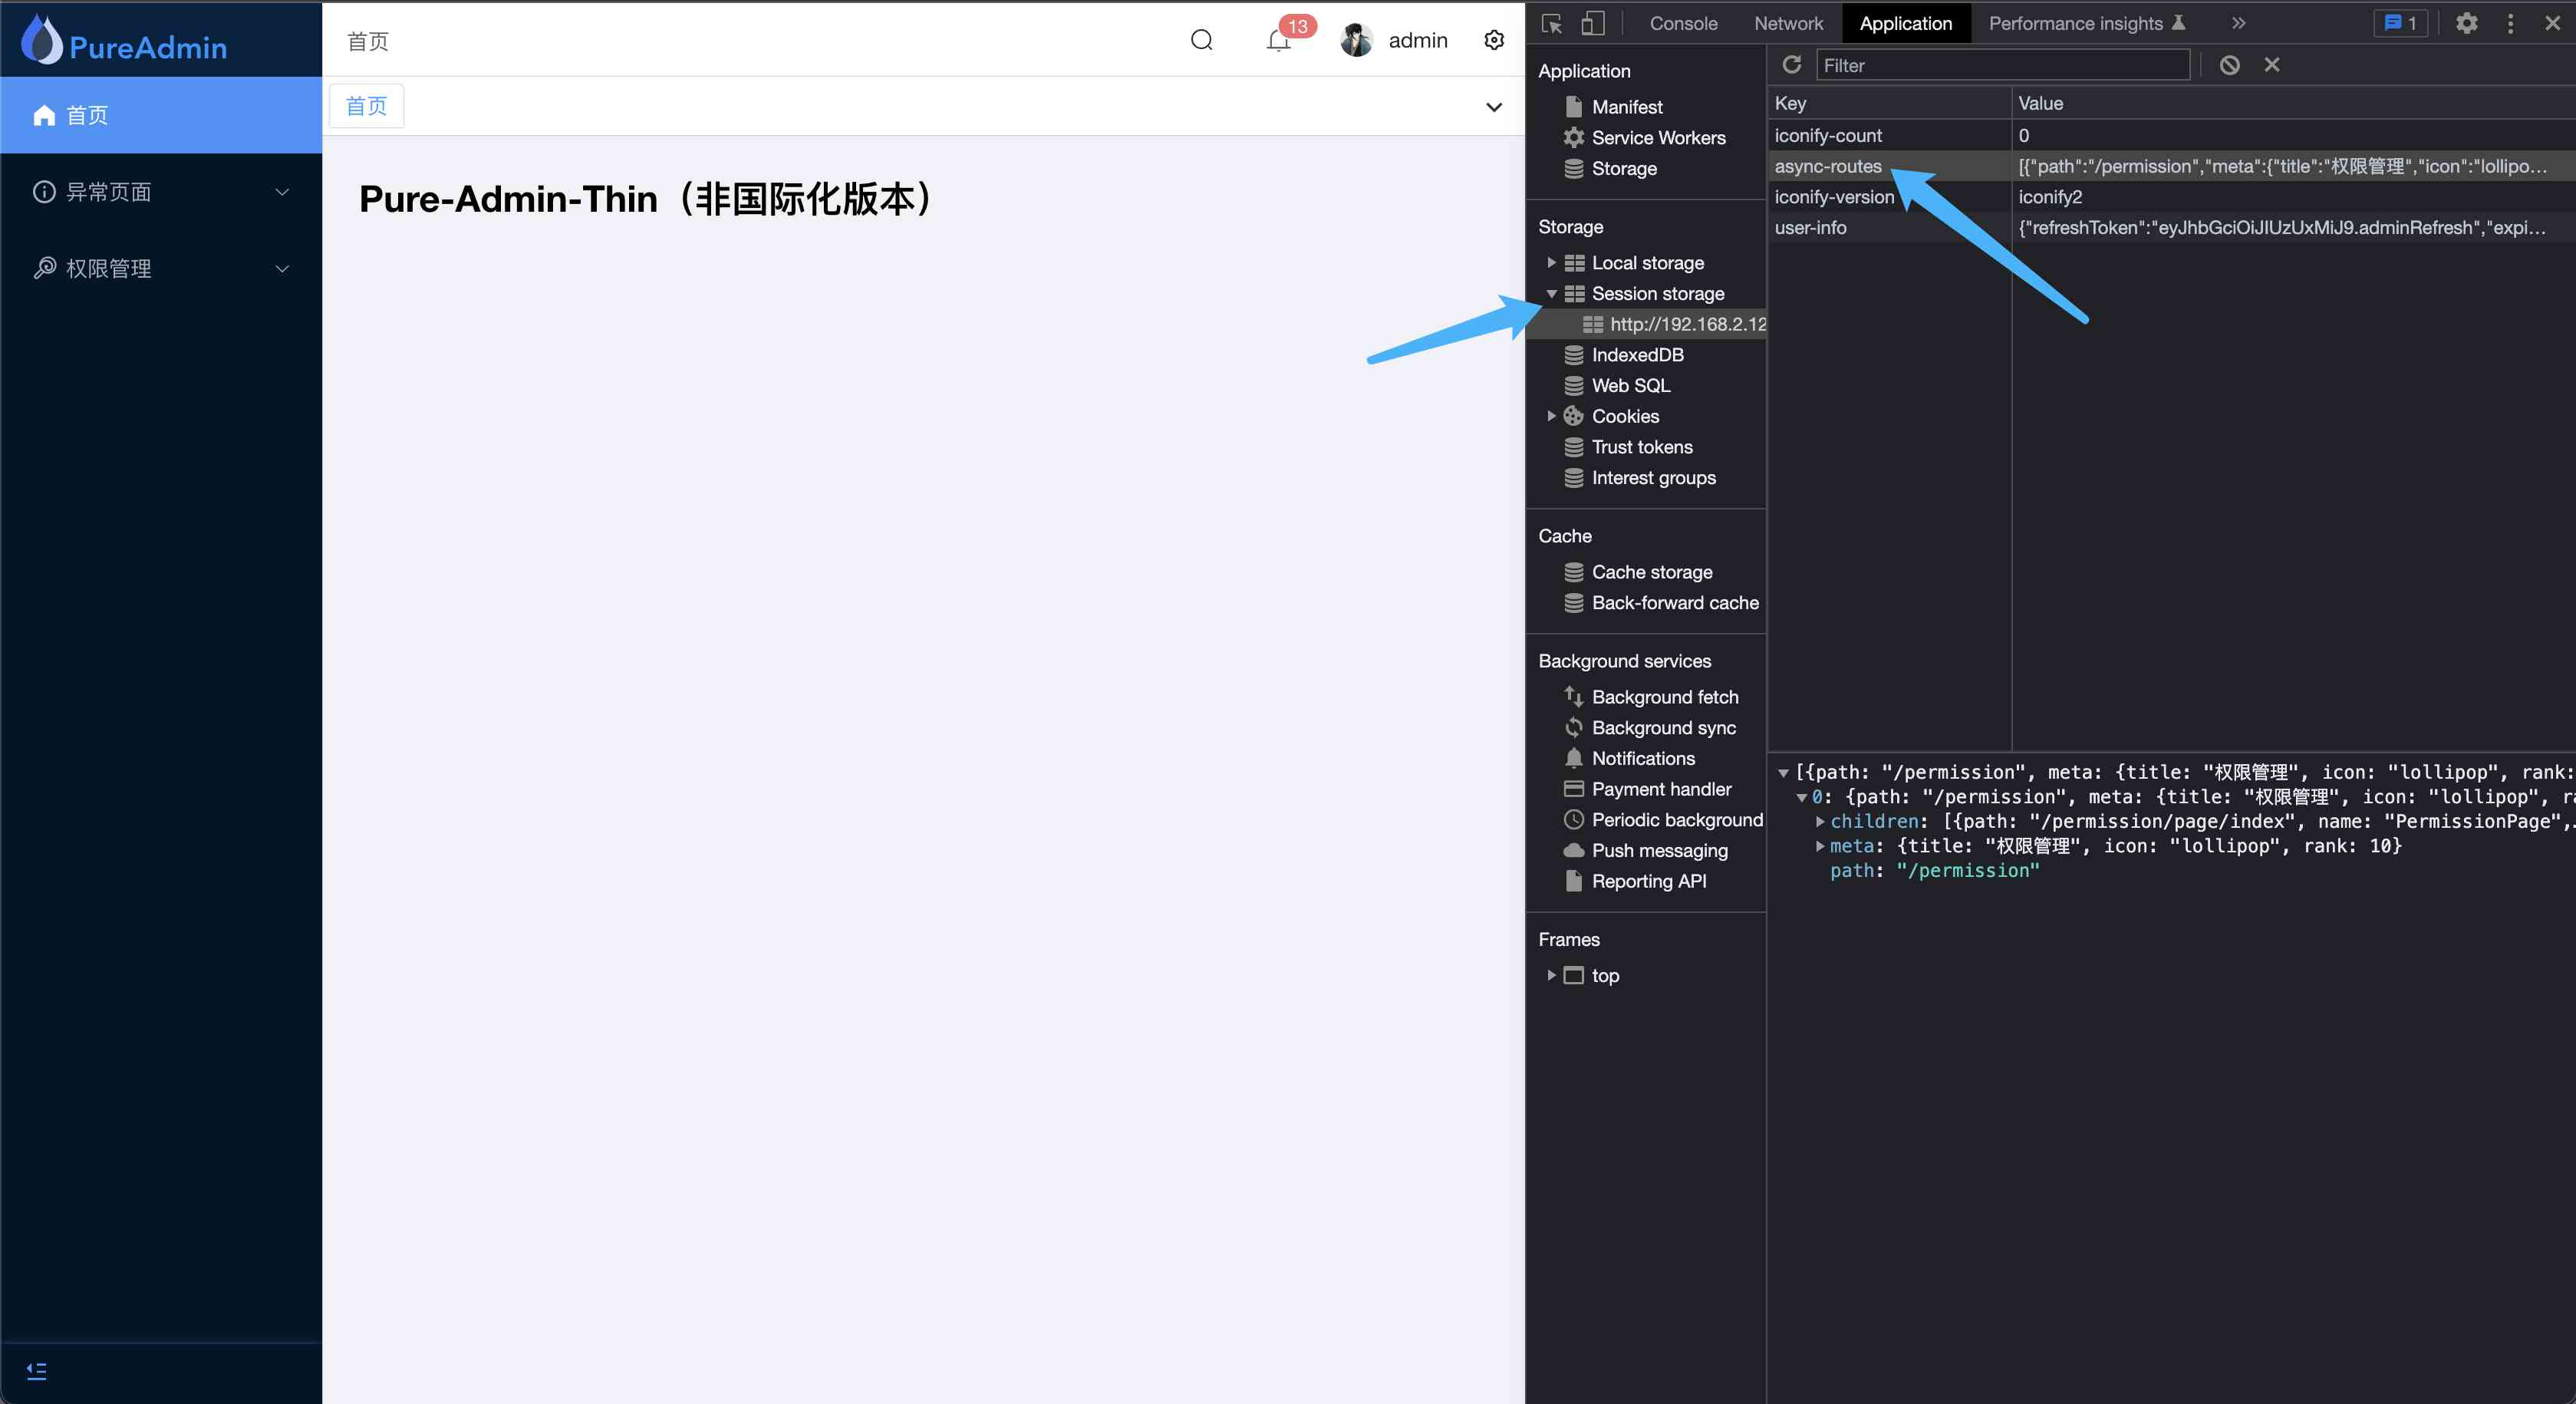 PureAdmin
首页
异常页面
权限管理
首页
13
admin
首页
Pure-Admin-Thin（非国际化版本）
Console Network Application Performance insights
1
Application
Manifest
Service Workers
Storage
Storage
Local storage
Session storage
http://192.168.2.12
IndexedDB
Web SQL
Cookies
Trust tokens
Interest groups
Cache
Cache storage
Back-forward cache
Background services
Background fetch
Background sync
Notifications
Payment handler
Periodic background
Push messaging
Reporting API
Frames
top
Filter
Key Value
iconify-count 0
async-routes [{"path":"/permission","meta":{"title":"权限管理","icon":"lollipo…
iconify-version iconify2
user-info {"refreshToken":"eyJhbGciOiJIUzUxMiJ9.adminRefresh","expi…
[{path: "/permission", meta: {title: "权限管理", icon: "lollipop", rank:
0: {path: "/permission", meta: {title: "权限管理", icon: "lollipop", ra
children: [{path: "/permission/page/index", name: "PermissionPage",…
meta: {title: "权限管理", icon: "lollipop", rank: 10}
path: "/permission"